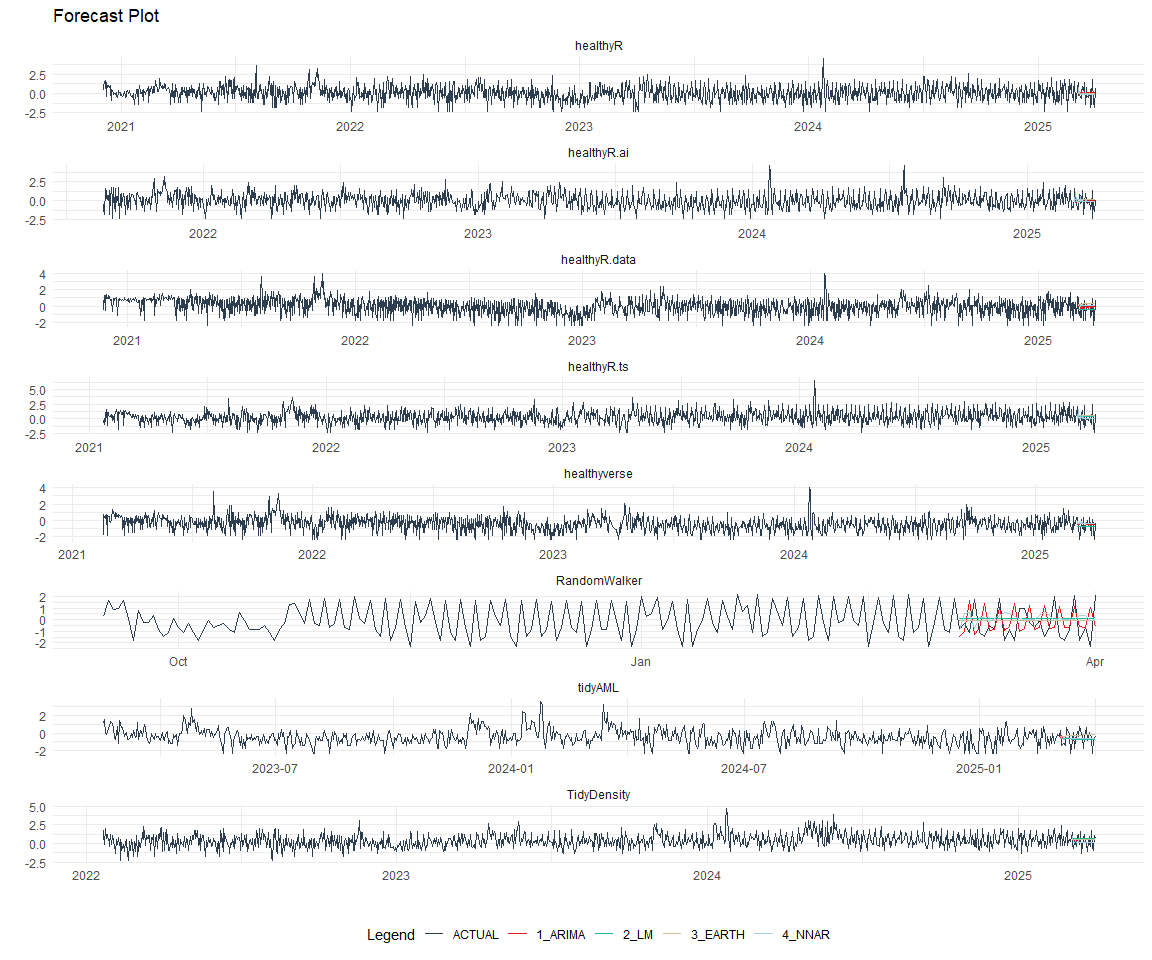 Forecast Plot
healthyR
2.5
0.0
-2.5
2021 2022 2023 2024 2025
healthyR.ai
2.5
0.0
-2.5
2022 2023 2024 2025
healthyR.data
4
2
0
-2
2021 2022 2023 2024 2025
healthyR.ts
5.0
2.5
0.0
-2.5
2021 2022 2023 2024 2025
healthyverse
4
2
0
-2
2021 2022 2023 2024 2025
RandomWalker
2
1
0
-1
-2
Oct Jan Apr
tidyAML
2
0
-2
2023-07 2024-01 2024-07 2025-01
TidyDensity
5.0
2.5
0.0
-2.5
2022 2023 2024 2025
Legend ACTUAL 1_ARIMA 2_LM 3_EARTH 4_NNAR